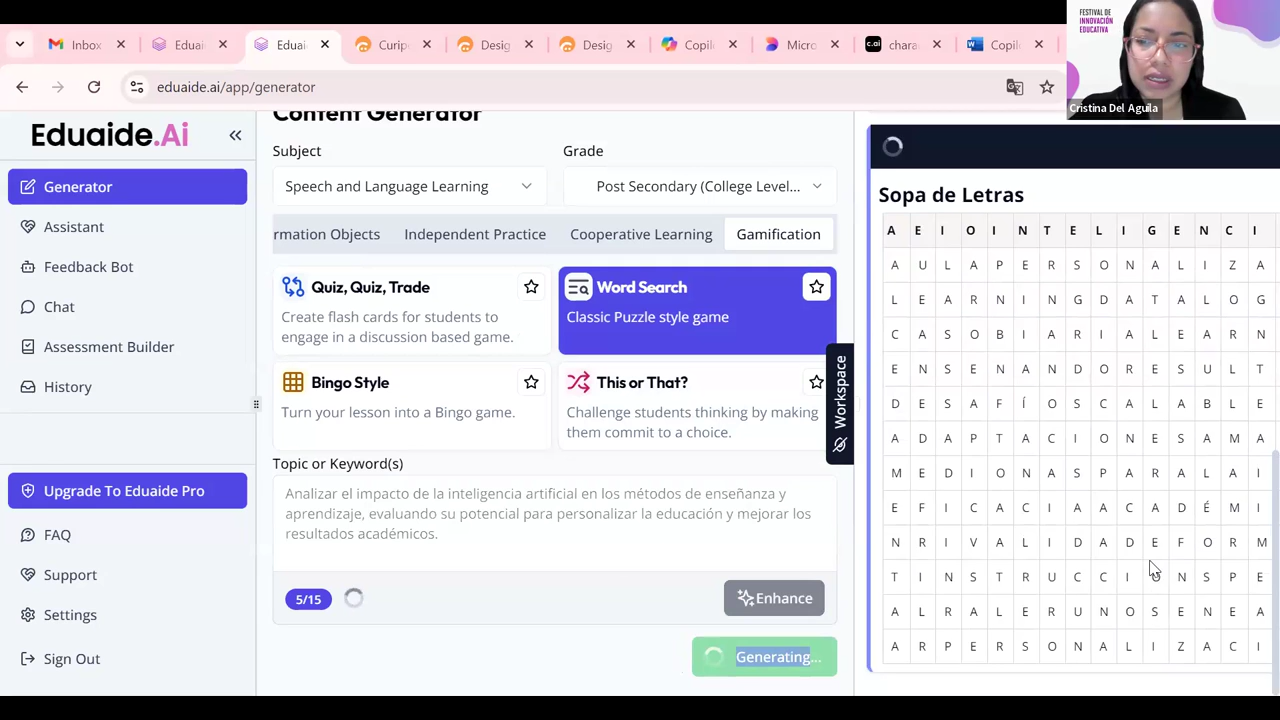 FESTIVAL DE
INNOVACIÓN
EDUCATIVA
Cristina Del Aguila
Inbox
Eduai
Eduai
Curip
Desig
Desig
Copil
Micro
c.ai
chara
Copil
eduaide.ai/app/generator
Eduaide.Ai
Generator
Assistant
Feedback Bot
Chat
Assessment Builder
History
Upgrade To Eduaide Pro
FAQ
Support
Settings
Sign Out
Content Generator
Subject
Grade
Speech and Language Learning
Post Secondary (College Level...
rmation Objects
Independent Practice
Cooperative Learning
Gamification
Quiz, Quiz, Trade
Create flash cards for students to
engage in a discussion based game.
Word Search
Classic Puzzle style game
Bingo Style
Turn your lesson into a Bingo game.
This or That?
Challenge students thinking by making
them commit to a choice.
Topic or Keyword(s)
Analizar el impacto de la inteligencia artificial en los métodos de enseñanza y
aprendizaje, evaluando su potencial para personalizar la educación y mejorar los
resultados académicos.
5/15
Enhance
Generating...
Workspace
Sopa de Letras
A E I O I N T E L I G E N C I
A U L A P E R S O N A L I Z A
L E A R N I N G D A T A L O G
C A S O B I A R I A L E A R N
E N S E N A N D O R E S U L T
D E S A F Í O S C A L A B L E
A D A P T A C I O N E S A M A
M E D I O N A S P A R A L A I
E F I C A C I A A C A D É M I
N R I V A L I D A D E F O R M
T I N S T R U C C I Ó N S P E
A L R A L E R U N O S E N E A
A R P E R S O N A L I Z A C I